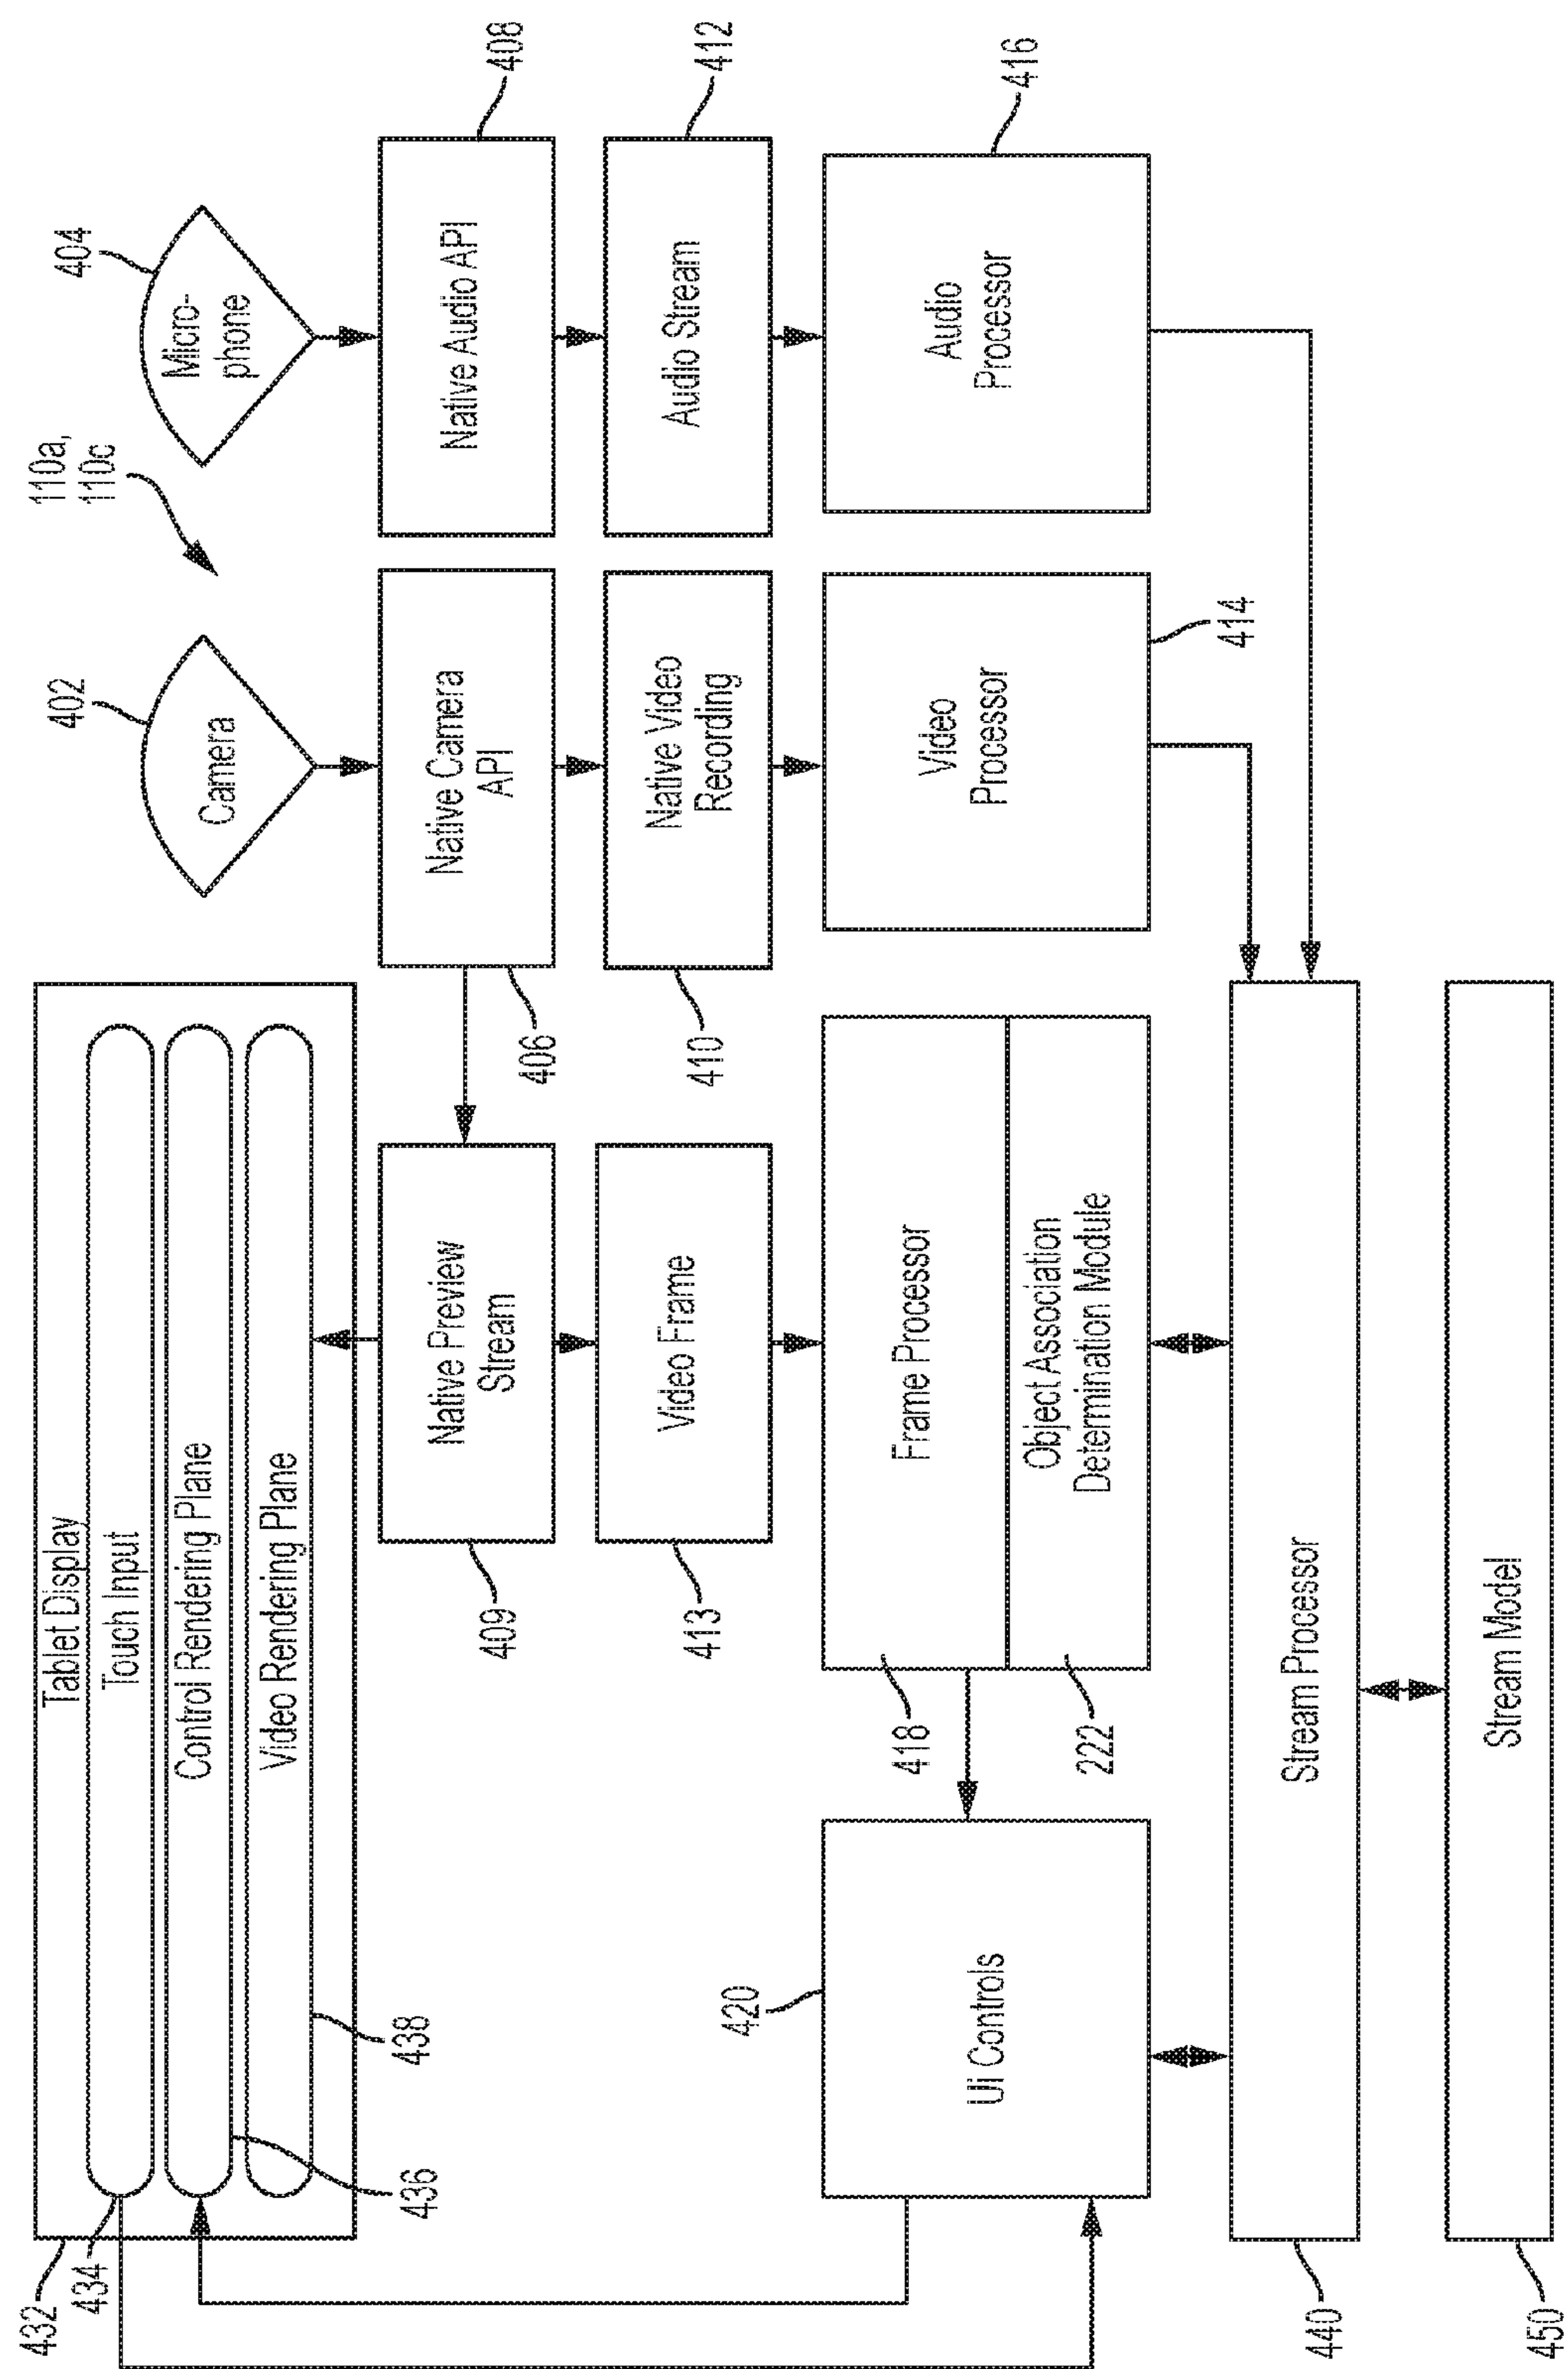 432
434
Tablet Display
Touch Input
Control Rendering Plane
Video Rendering Plane
436
438
402
Camera
110a,
110c
404
Micro-
phone
409
Native Preview
Stream
406
Native Camera
API
Native Audio API
408
413
Video Frame
410
Native Video
Recording
Audio Stream
412
420
Ui Controls
418
Frame Processor
222
Object Association
Determination Module
Video
Processor
414
Audio
Processor
416
440
Stream Processor
450
Stream Model